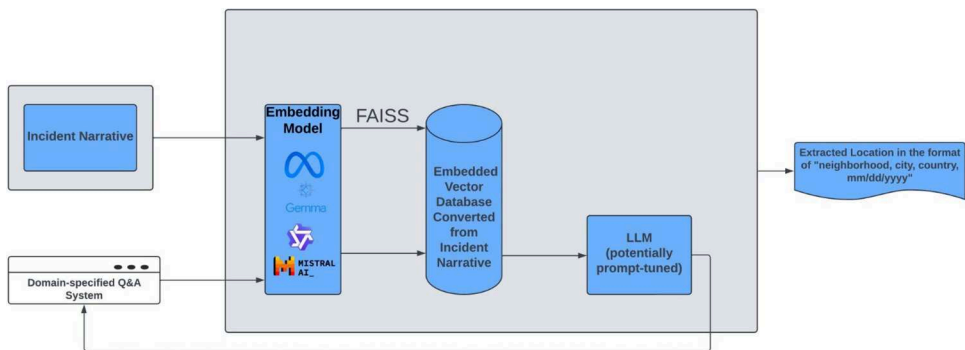 Incident Narrative
Embedding
Model
FAISS
Gemma
MISTRAL
AI_
Embedded
Vector
Database
Converted
from
Incident
Narrative
LLM
(potentially
prompt-tuned)
Extracted Location in the format
of "neighborhood, city, country,
mm/dd/yyyy"
Domain-specified Q&A
System